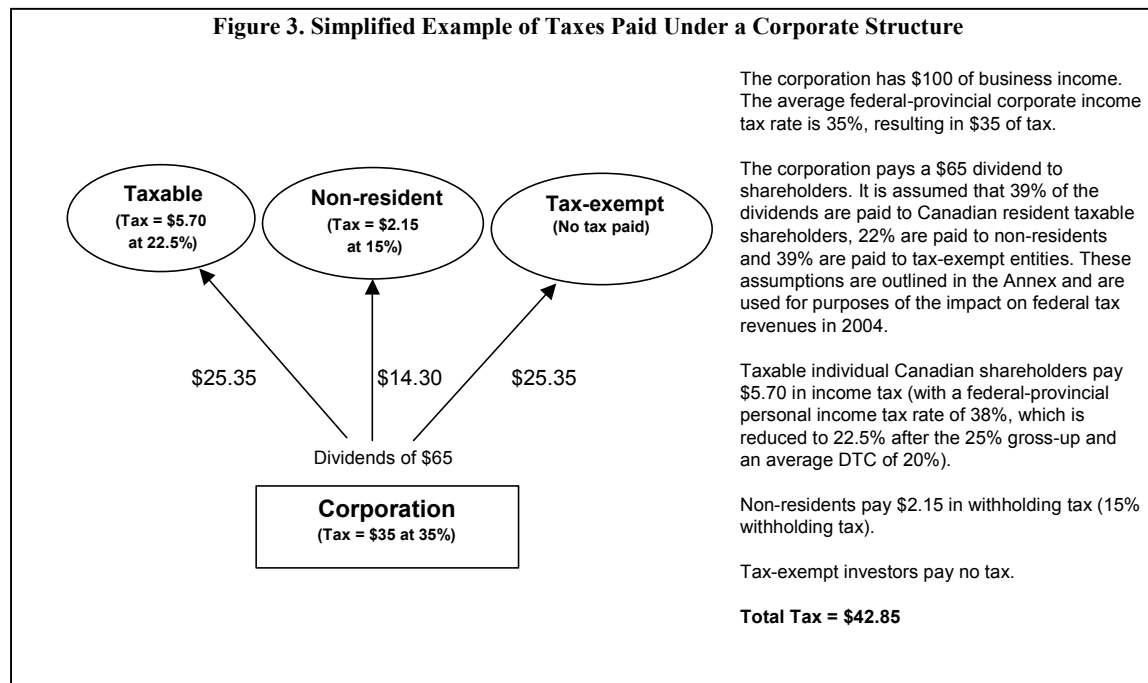 Figure 3. Simplified Example of Taxes Paid Under a Corporate Structure
Taxable
(Tax = $5.70
at 22.5%)
Non-resident
(Tax = $2.15
at 15%)
Tax-exempt
(No tax paid)
$25.35
$14.30
$25.35
Dividends of $65
Corporation
(Tax = $35 at 35%)
The corporation has $100 of business income.
The average federal-provincial corporate income
tax rate is 35%, resulting in $35 of tax.
The corporation pays a $65 dividend to
shareholders. It is assumed that 39% of the
dividends are paid to Canadian resident taxable
shareholders, 22% are paid to non-residents
and 39% are paid to tax-exempt entities. These
assumptions are outlined in the Annex and are
used for purposes of the impact on federal tax
revenues in 2004.
Taxable individual Canadian shareholders pay
$5.70 in income tax (with a federal-provincial
personal income tax rate of 38%, which is
reduced to 22.5% after the 25% gross-up and
an average DTC of 20%).
Non-residents pay $2.15 in withholding tax (15%
withholding tax).
Tax-exempt investors pay no tax.
Total Tax = $42.85